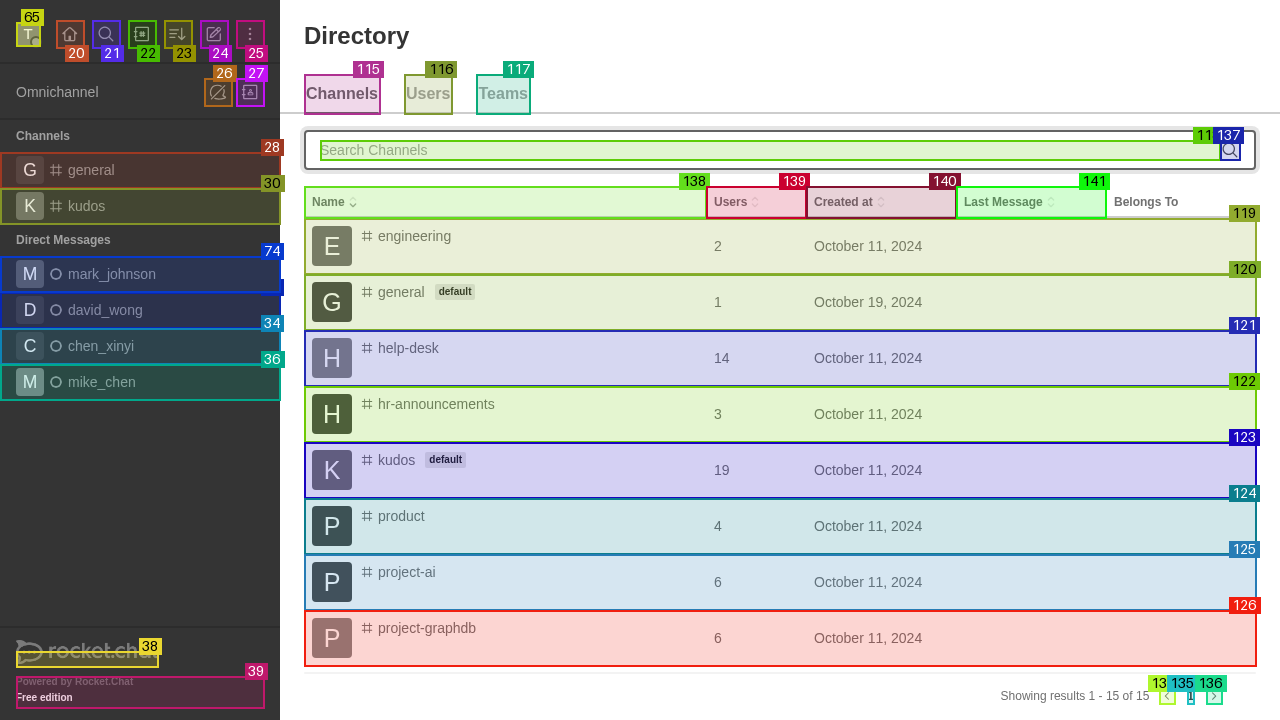 Directory
Omnichannel
Channels
general
kudos
Direct Messages
mark_johnson
david_wong
chen_xinyi
mike_chen
rocket.chat
Powered by Rocket.Chat
Free edition
T
65
20
21
22
23
24
25
26
27
28
30
G
K
M
D
C
M
74
34
36
38
39
Channels
Users
Teams
115
116
117
Search Channels
11
137
138
139
140
141
Name
Users
Created at
Last Message
Belongs To
119
E
engineering
2
October 11, 2024
120
G
general default
1
October 19, 2024
121
H
help-desk
14
October 11, 2024
122
H
hr-announcements
3
October 11, 2024
123
K
kudos default
19
October 11, 2024
124
P
product
4
October 11, 2024
125
P
project-ai
6
October 11, 2024
126
P
project-graphdb
6
October 11, 2024
Showing results 1 - 15 of 15
13
135
136
1